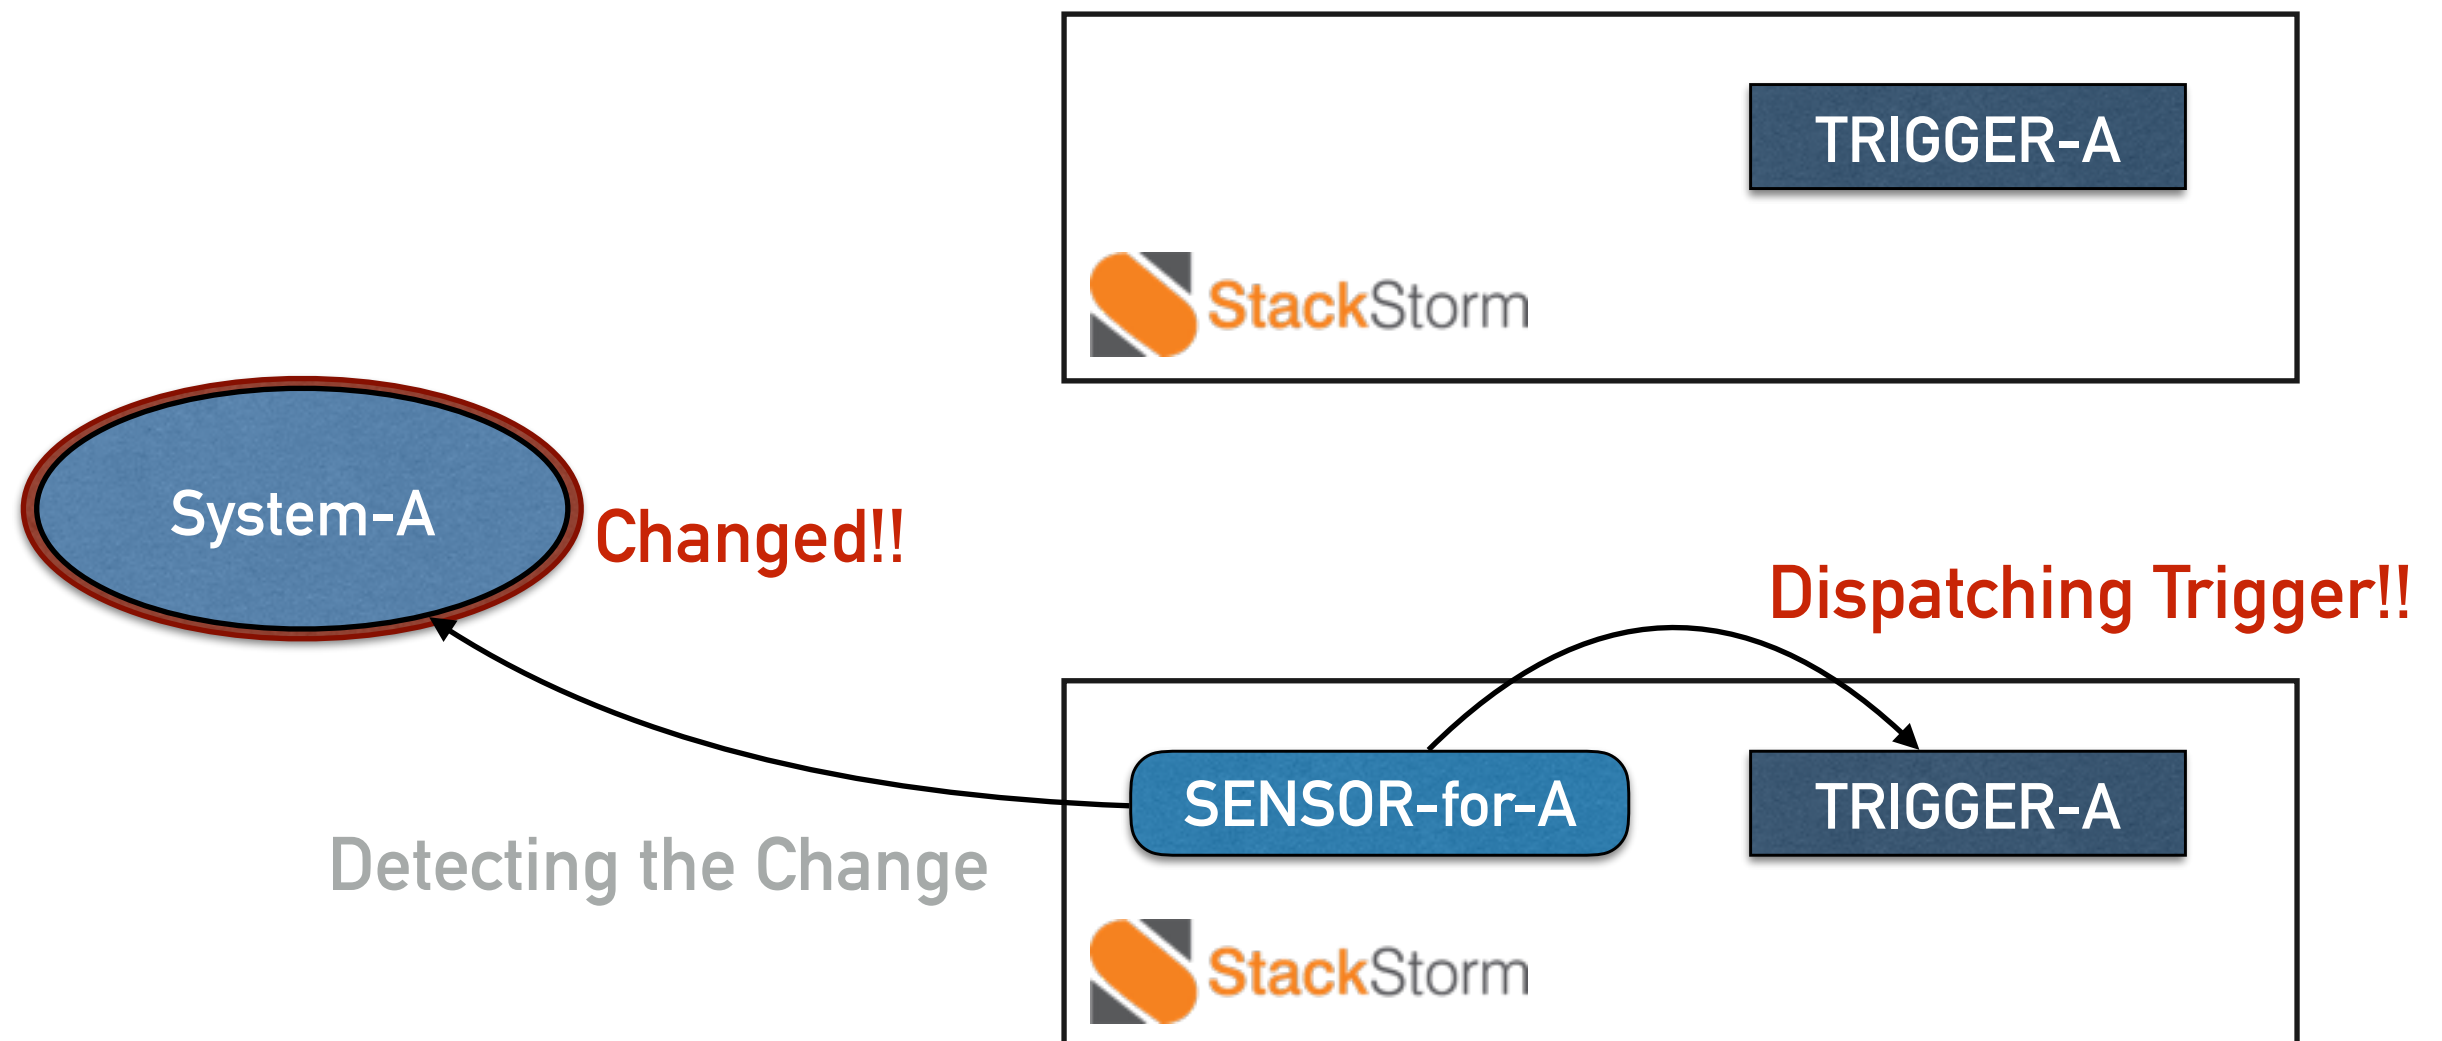 TRIGGER-A
StackStorm
System-A
Changed!!
Dispatching Trigger!!
SENSOR-for-A
TRIGGER-A
Detecting the Change
StackStorm